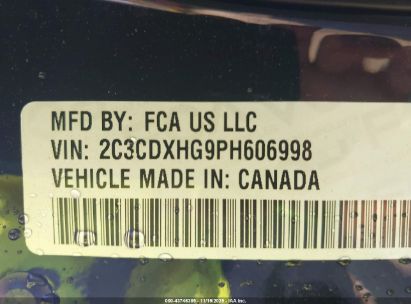 MFD BY: FCA US LLC
VIN: 2C3CDXHG9PH606998
VEHICLE MADE IN: CANADA